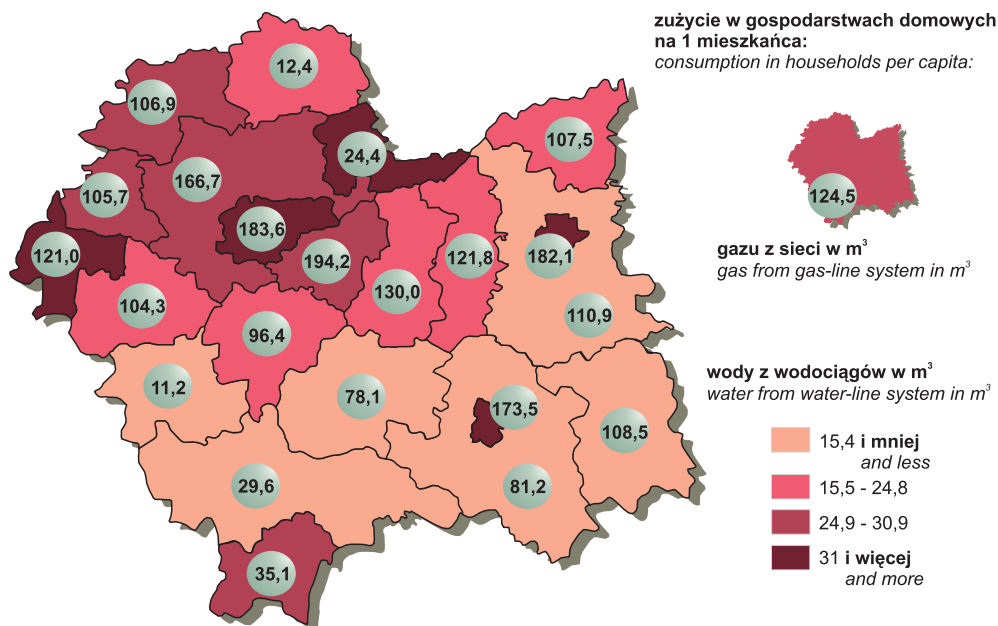 zużycie w gospodarstwach domowych
na 1 mieszkańca:
consumption in households per capita:
12,4
106,9
107,5
24,4
166,7
105,7
124,5
183,6
121,0
194,2
121,8
182,1
gazu z sieci w m³
gas from gas-line system in m³
130,0
104,3
110,9
96,4
wody z wodociągów w m³
water from water-line system in m³
11,2
78,1
173,5
108,5
15,4 i mniej
and less
29,6
81,2
15,5 - 24,8
24,9 - 30,9
31 i więcej
and more
35,1